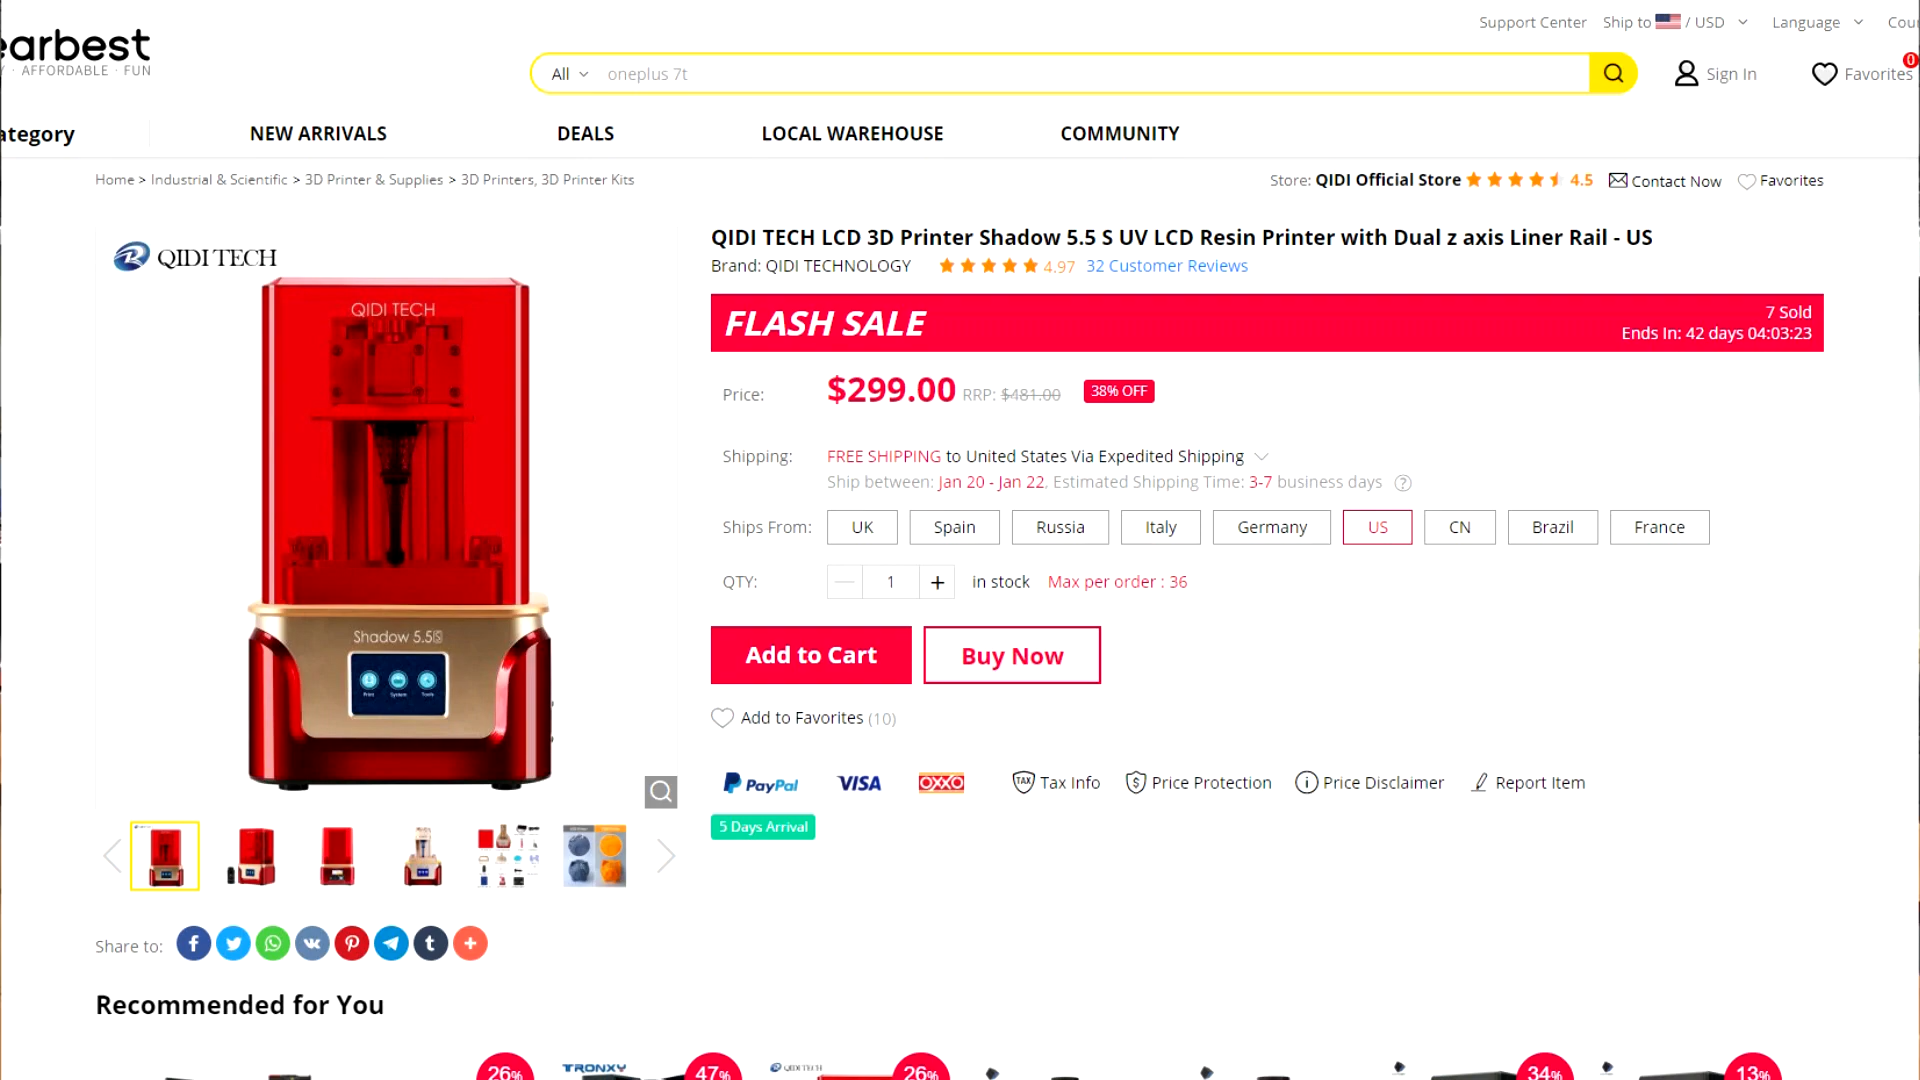 Support Center Ship to / USD Language Cou
earbest
Y · AFFORDABLE · FUN
All oneplus 7t
Sign In
Favorites 0
ategory NEW ARRIVALS DEALS LOCAL WAREHOUSE COMMUNITY
Home > Industrial & Scientific > 3D Printer & Supplies > 3D Printers, 3D Printer Kits
Store: QIDI Official Store 4.5 Contact Now Favorites
QIDI TECH
QIDI TECH
Shadow 5.5S
Print System Tools
QIDI TECH LCD 3D Printer Shadow 5.5 S UV LCD Resin Printer with Dual z axis Liner Rail - US
Brand: QIDI TECHNOLOGY 4.97 32 Customer Reviews
FLASH SALE
7 Sold
Ends In: 42 days 04:03:23
Price: $299.00 RRP: $481.00 38% OFF
Shipping: FREE SHIPPING to United States Via Expedited Shipping
Ship between: Jan 20 - Jan 22, Estimated Shipping Time: 3-7 business days ?
Ships From: UK Spain Russia Italy Germany US CN Brazil France
QTY: 1 + in stock Max per order : 36
Add to Cart Buy Now
Add to Favorites (10)
PayPal VISA OXXO TAX Tax Info $ Price Protection i Price Disclaimer Report Item
5 Days Arrival
Share to:
Recommended for You
26%
TRONXY
47%
QIDI TECH
26%
34%
13%